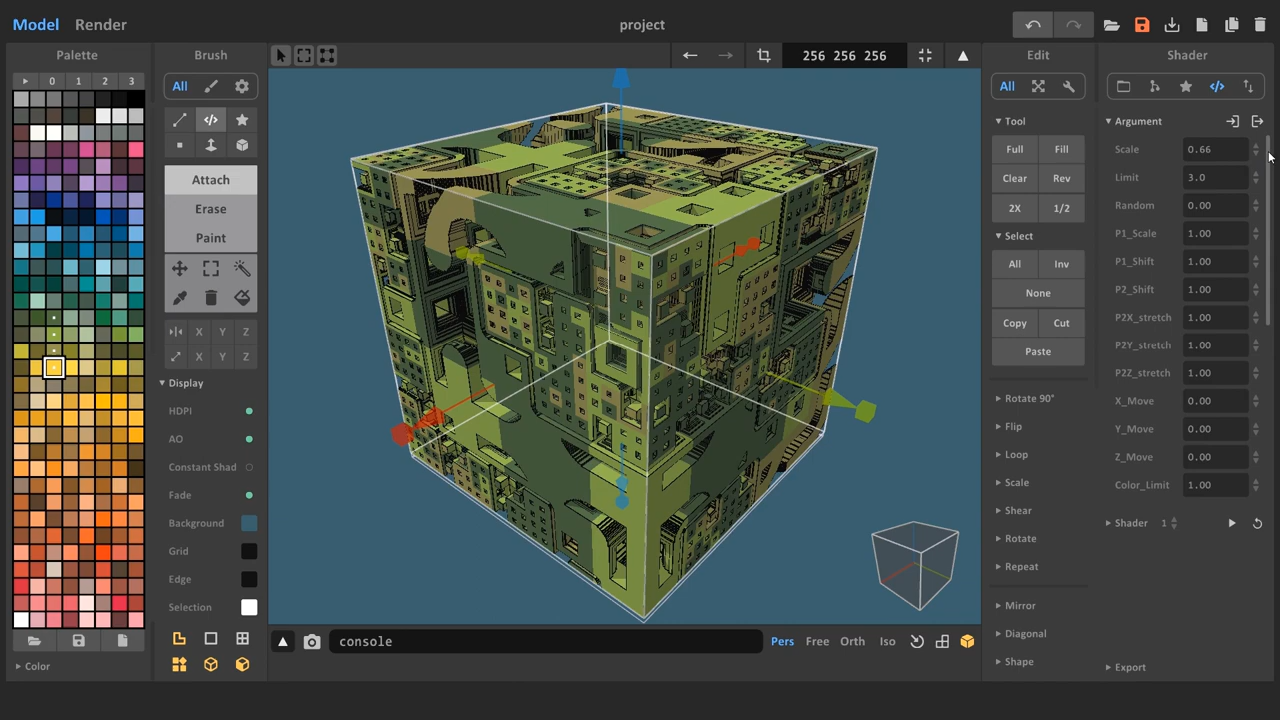 Model Render
project
Palette
0 1 2 3
Color
Brush
All
Attach
Erase
Paint
X Y Z
X Y Z
Display
HDPI
AO
Constant Shad
Fade
Background
Grid
Edge
Selection
256 256 256
console
Pers Free Orth Iso
Edit
All
Tool
Full Fill
Clear Rev
2X 1/2
Select
All Inv
None
Copy Cut
Paste
Rotate 90°
Flip
Loop
Scale
Shear
Rotate
Repeat
Mirror
Diagonal
Shape
Shader
Argument
Scale 0.66
Limit 3.0
Random 0.00
P1_Scale 1.00
P1_Shift 1.00
P2_Shift 1.00
P2X_stretch 1.00
P2Y_stretch 1.00
P2Z_stretch 1.00
X_Move 0.00
Y_Move 0.00
Z_Move 0.00
Color_Limit 1.00
Shader 1
Export